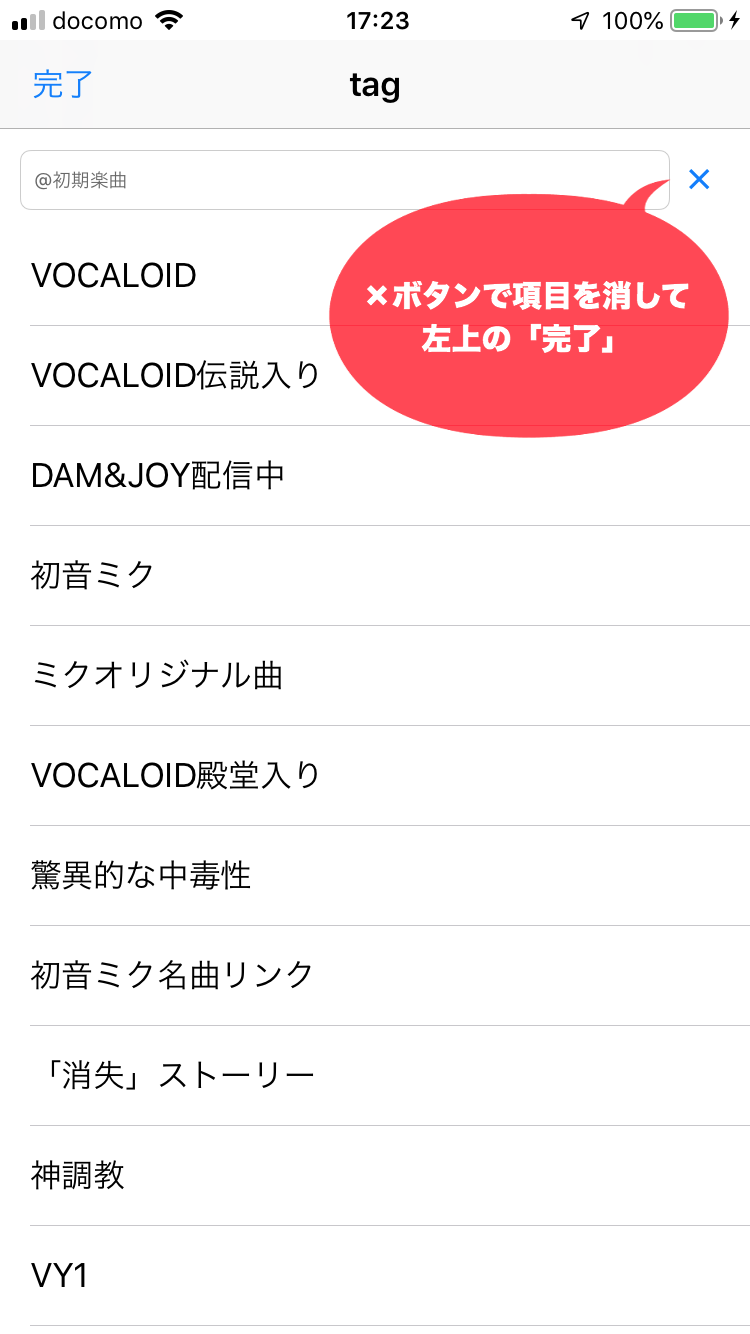 docomo 17:23 100%
完了 tag
@初期楽曲 ×
VOCALOID
×ボタンで項目を消して
左上の「完了」
VOCALOID伝説入り
DAM&JOY配信中
初音ミク
ミクオリジナル曲
VOCALOID殿堂入り
驚異的な中毒性
初音ミク名曲リンク
「消失」ストーリー
神調教
VY1